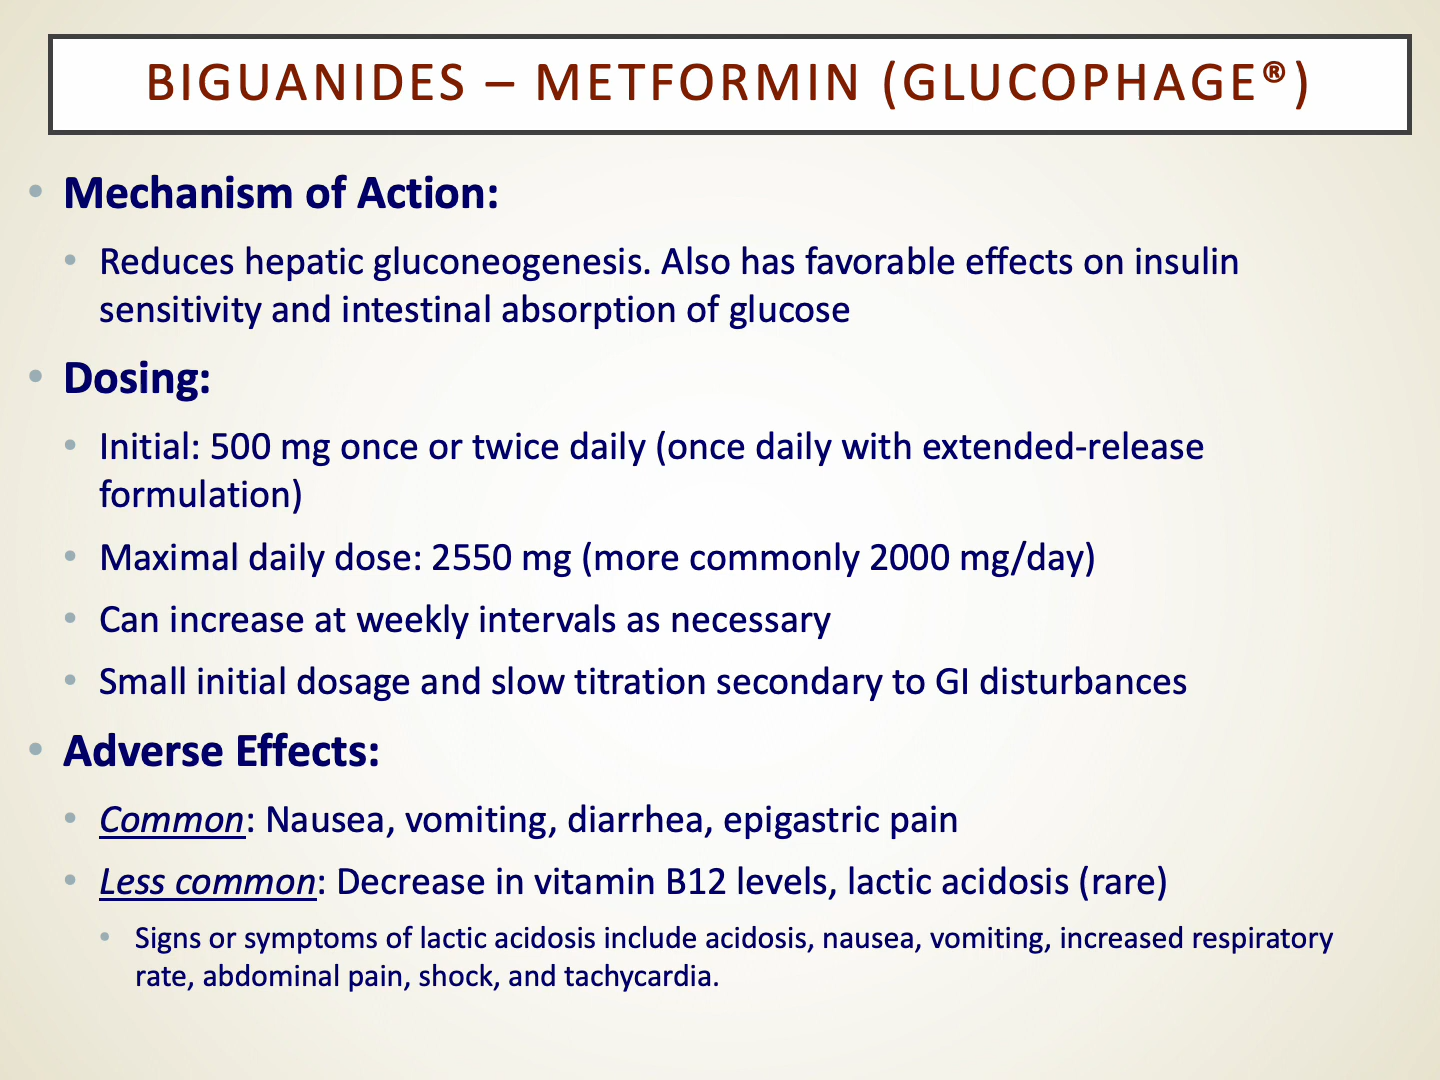 BIGUANIDES – METFORMIN (GLUCOPHAGE®)
• Mechanism of Action:
• Reduces hepatic gluconeogenesis. Also has favorable effects on insulin
sensitivity and intestinal absorption of glucose
• Dosing:
• Initial: 500 mg once or twice daily (once daily with extended-release
formulation)
• Maximal daily dose: 2550 mg (more commonly 2000 mg/day)
• Can increase at weekly intervals as necessary
• Small initial dosage and slow titration secondary to GI disturbances
• Adverse Effects:
• Common: Nausea, vomiting, diarrhea, epigastric pain
• Less common: Decrease in vitamin B12 levels, lactic acidosis (rare)
• Signs or symptoms of lactic acidosis include acidosis, nausea, vomiting, increased respiratory
rate, abdominal pain, shock, and tachycardia.